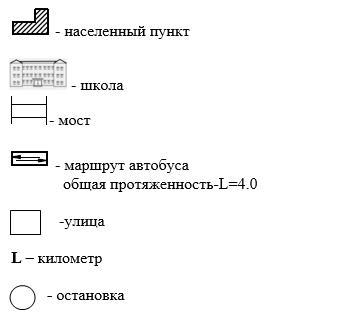 - населенный пункт
- школа
- мост
- маршрут автобуса
общая протяженность-L=4.0
-улица
L – километр
- остановка